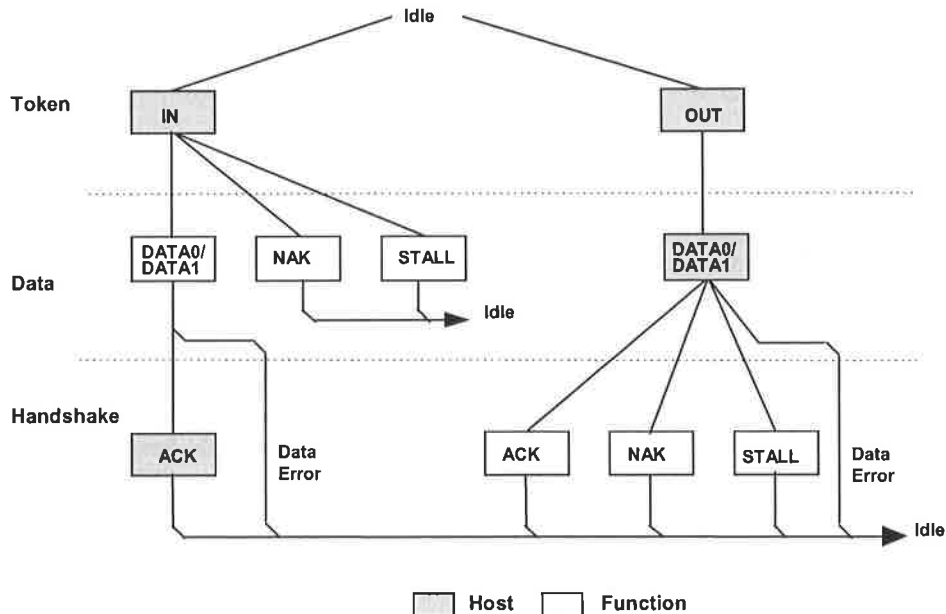 Idle
Token
IN
OUT
Data
DATA0/
DATA1
NAK
STALL
DATA0/
DATA1
Idle
Handshake
ACK
Data
Error
ACK
NAK
STALL
Data
Error
Idle
Host
Function